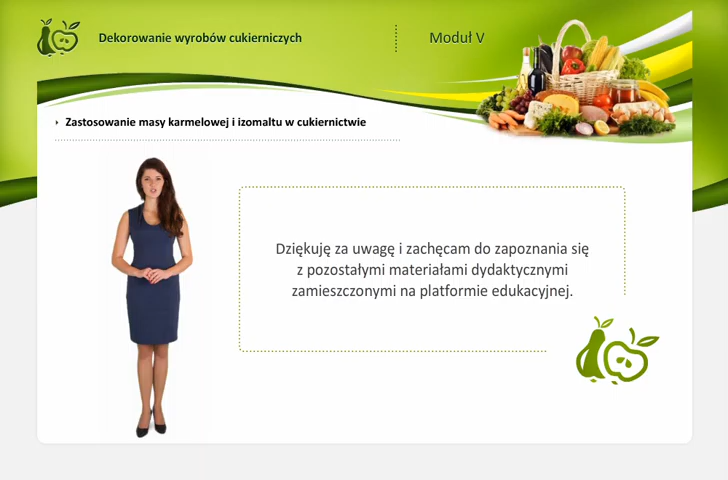 Dekorowanie wyrobów cukierniczych
Moduł V
Zastosowanie masy karmelowej i izomaltu w cukiernictwie
Dziękuję za uwagę i zachęcam do zapoznania się
z pozostałymi materiałami dydaktycznymi
zamieszczonymi na platformie edukacyjnej.